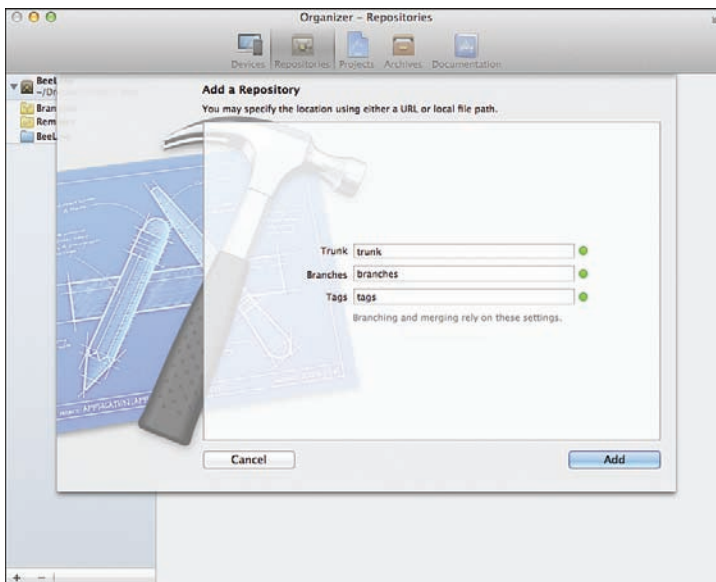 Organizer – Repositories
Devices Repositories Projects Archives Documentation
Add a Repository
You may specify the location using either a URL or local file path.
Trunk trunk
Branches branches
Tags tags
Branching and merging rely on these settings.
Cancel Add